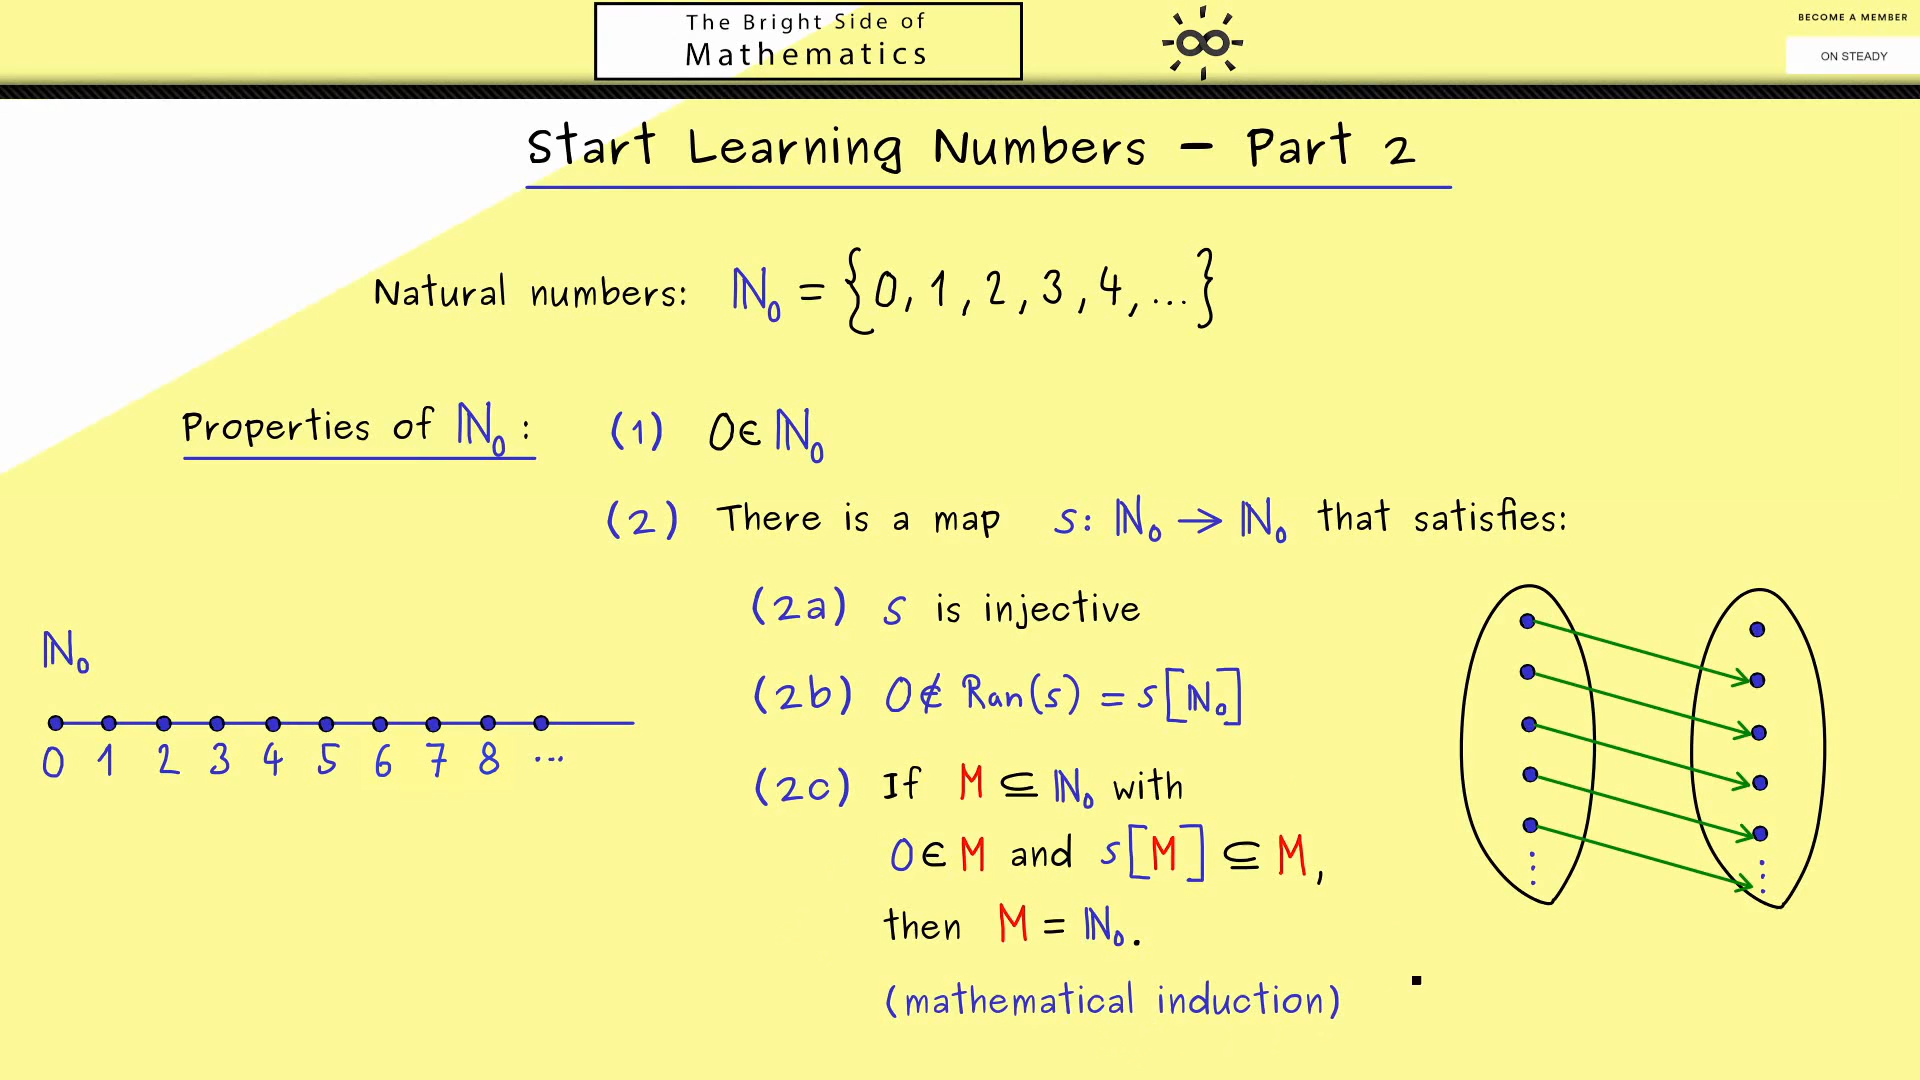 The Bright Side of
Mathematics
BECOME A MEMBER
ON STEADY
Start Learning Numbers - Part 2
Natural numbers: ℕ₀ = {0, 1, 2, 3, 4, ...}
Properties of ℕ₀: (1) 0 ∈ ℕ₀
(2) There is a map s: ℕ₀ → ℕ₀ that satisfies:
(2a) s is injective
(2b) 0 ∉ Ran(s) = s[ℕ₀]
(2c) If M ⊆ ℕ₀ with
0 ∈ M and s[M] ⊆ M,
then M = ℕ₀.
(mathematical induction)
ℕ₀
0 1 2 3 4 5 6 7 8 ...